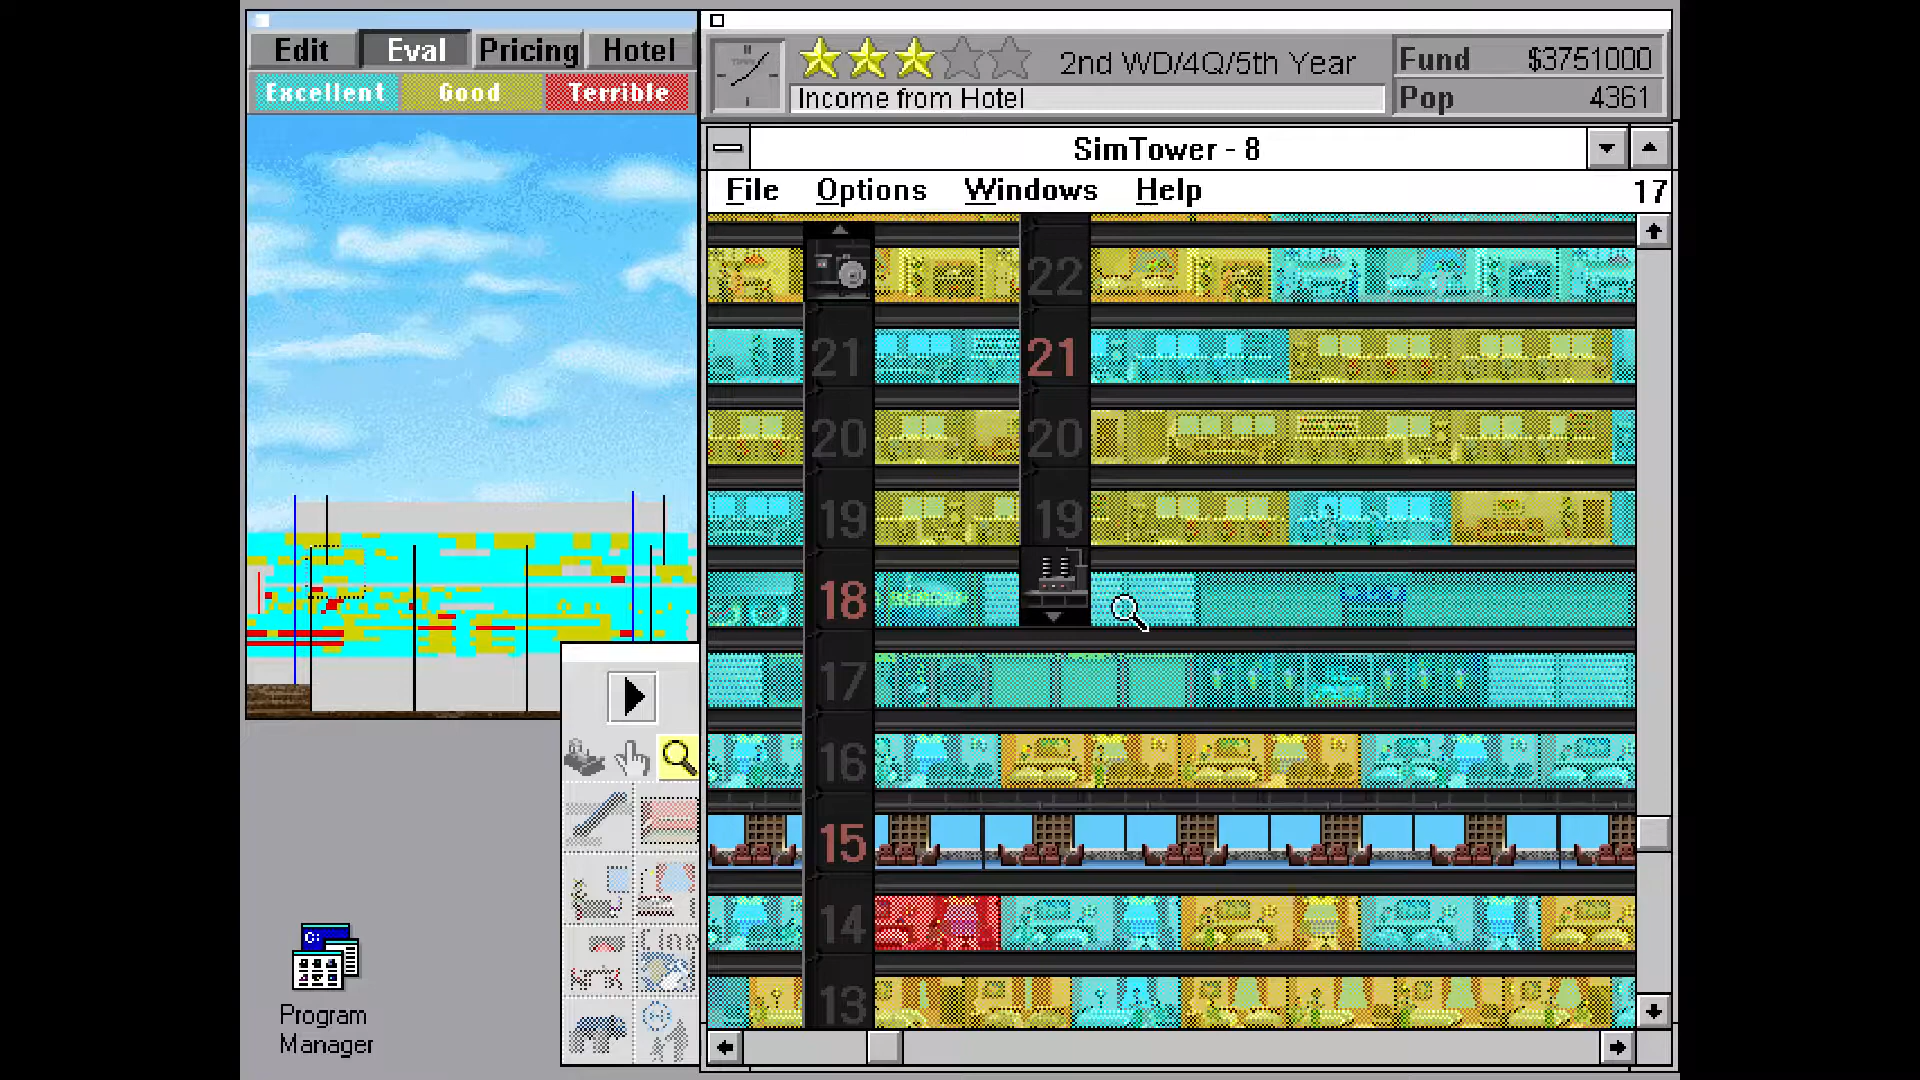 Edit Eval Pricing Hotel
Excellent Good Terrible
2nd WD/4Q/5th Year
Income from Hotel
Fund $3751000
Pop 4361
SimTower - 8
File Options Windows Help 17
22
21 21
20 20
19 19
18
17
16
15
14
13
C:
Program
Manager